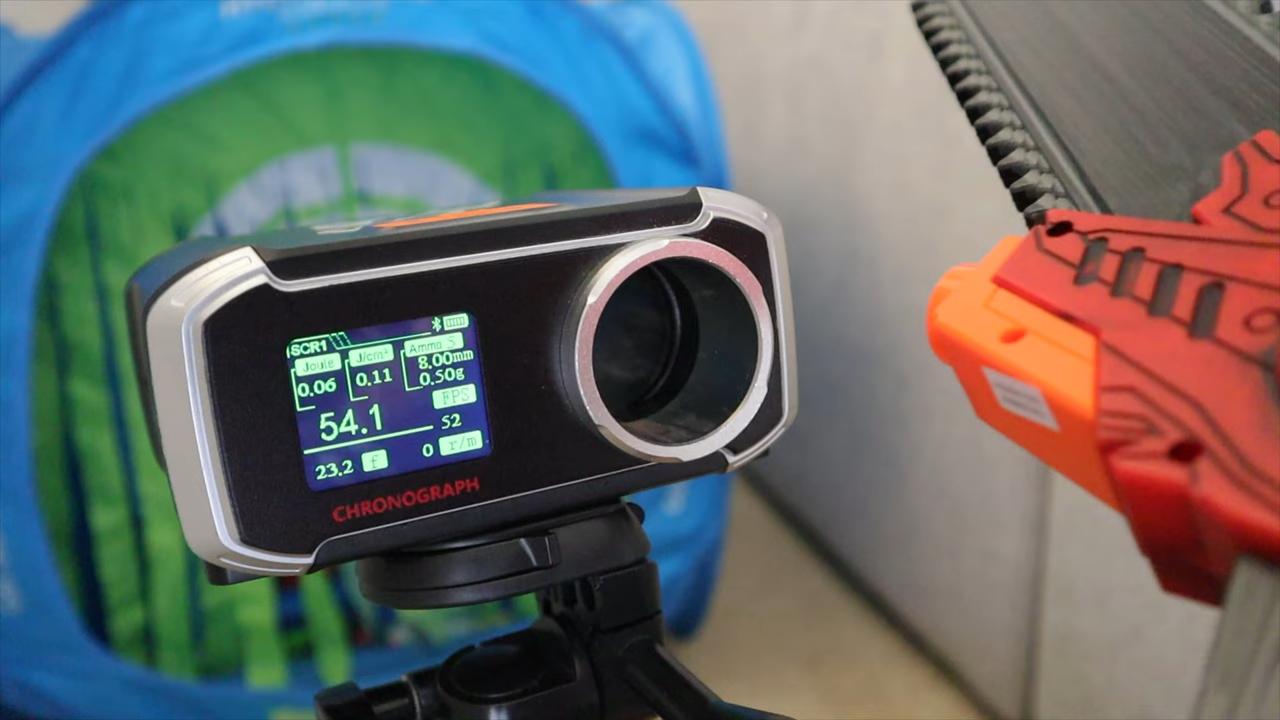 SCR1
Joule J/cm² Ammo 5
0.06 0.11 8.00mm
0.50g
54.1 FPS
52
23.2 f 0 r/m
CHRONOGRAPH